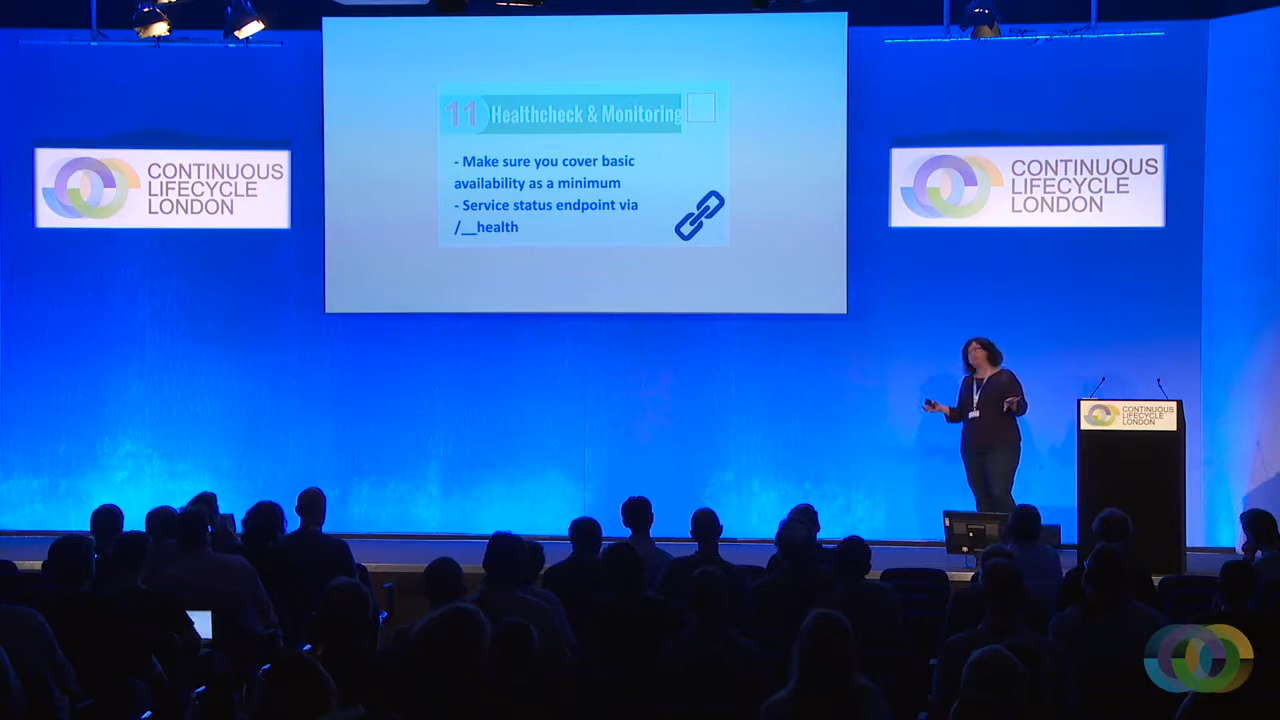 11 Healthcheck & Monitoring
- Make sure you cover basic
availability as a minimum
- Service status endpoint via
/__health
CONTINUOUS
LIFECYCLE
LONDON
CONTINUOUS
LIFECYCLE
LONDON
CONTINUOUS
LIFECYCLE
LONDON